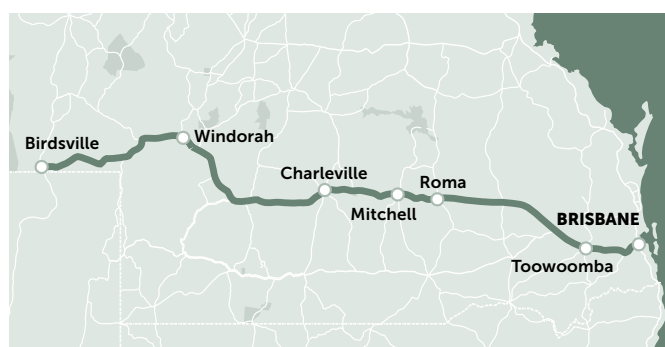 Birdsville
Windorah
Charleville
Mitchell
Roma
BRISBANE
Toowoomba